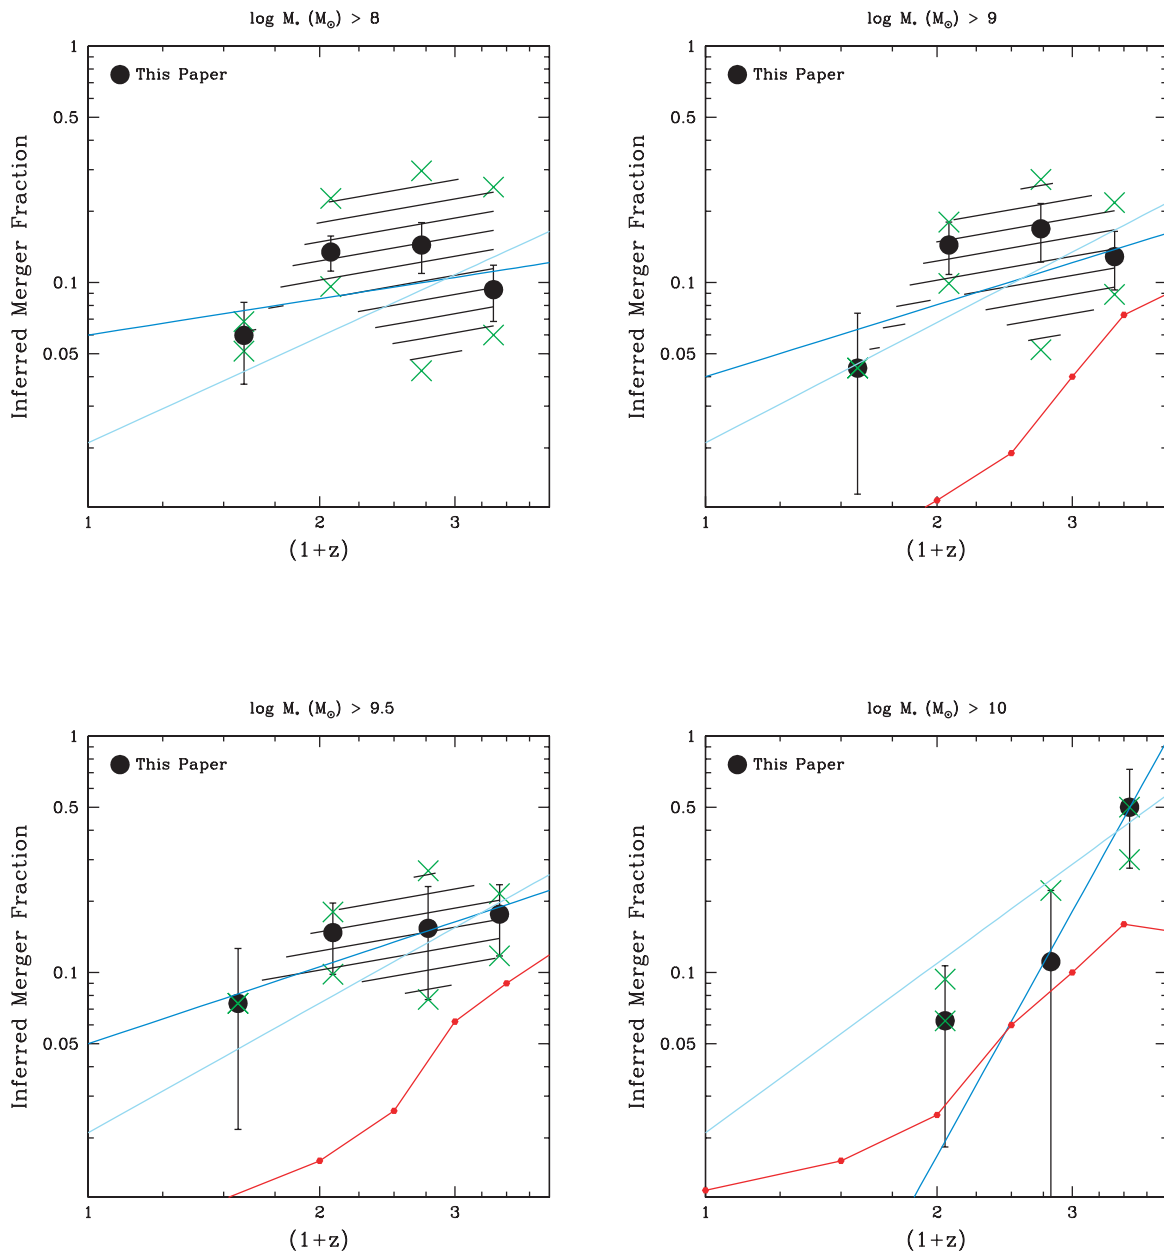 log M* (M☉) > 8
Inferred Merger Fraction
1
0.5
0.1
0.05
This Paper
1
2
3
(1+z)
log M* (M☉) > 9
Inferred Merger Fraction
1
0.5
0.1
0.05
This Paper
1
2
3
(1+z)
log M* (M☉) > 9.5
Inferred Merger Fraction
1
0.5
0.1
0.05
This Paper
1
2
3
(1+z)
log M* (M☉) > 10
Inferred Merger Fraction
1
0.5
0.1
0.05
This Paper
1
2
3
(1+z)